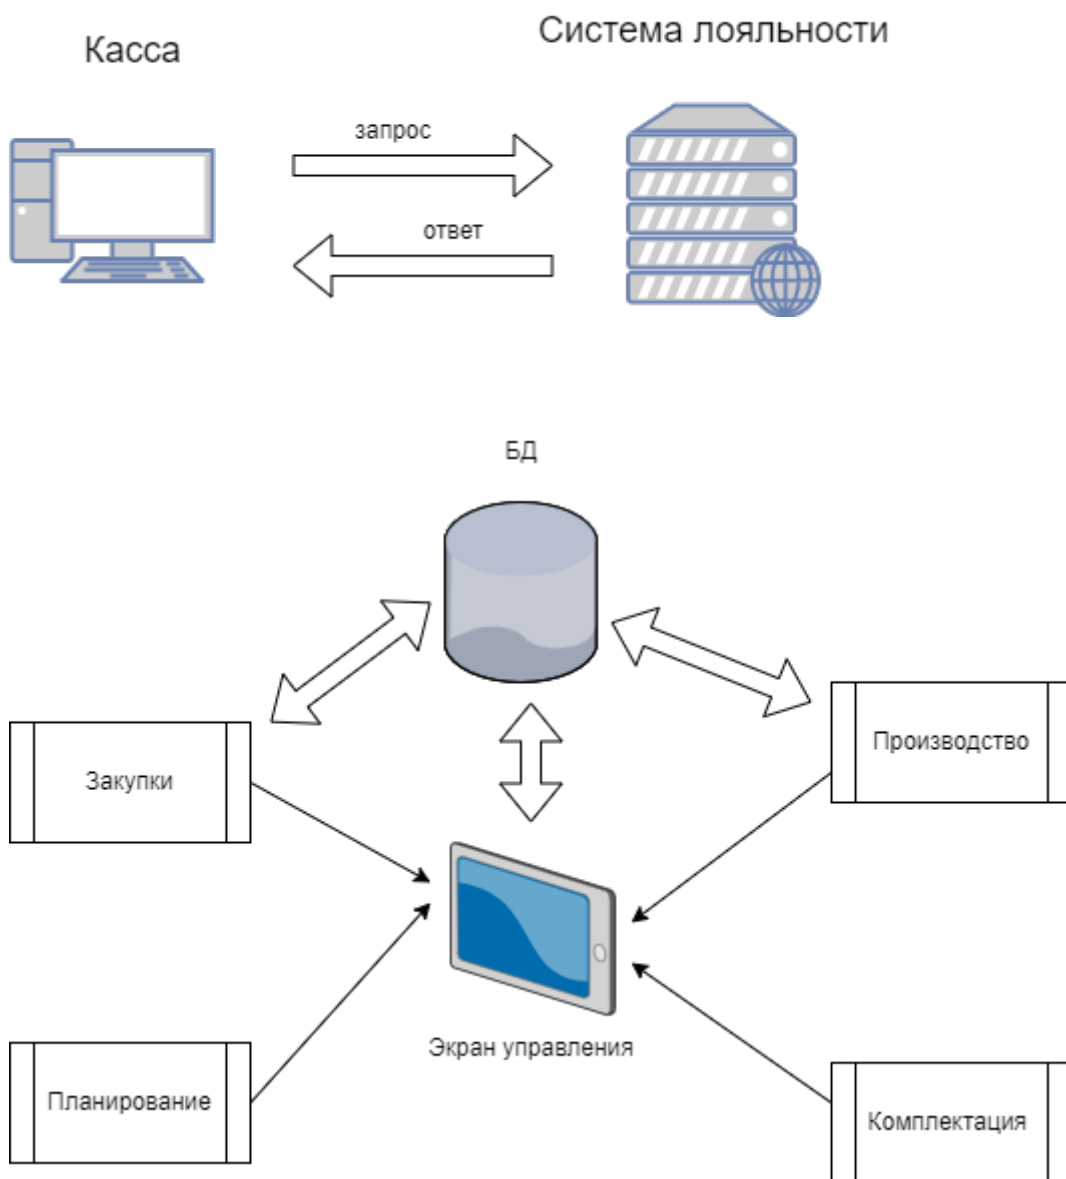 Касса
Система лояльности
запрос
ответ
БД
Закупки
Производство
Экран управления
Планирование
Комплектация